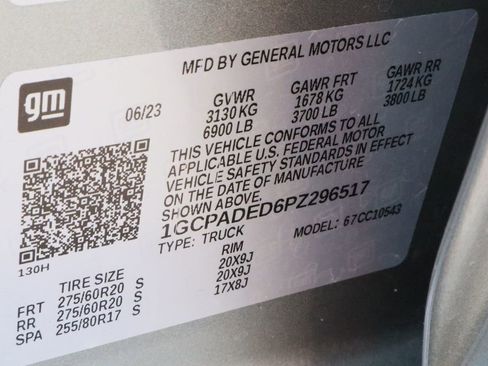 MFD BY GENERAL MOTORS LLC
gm
06/23
GVWR GAWR FRT GAWR RR
3130 KG 1678 KG 1724 KG
6900 LB 3700 LB 3800 LB
THIS VEHICLE CONFORMS TO ALL
APPLICABLE U.S. FEDERAL MOTOR
VEHICLE SAFETY STANDARDS IN EFFECT
ON THE DATE OF MANUFACTURE
SHOWN ABOVE.
1GCPADED6PZ296517
TYPE: TRUCK MODEL: 67CC10543
130H
TIRE SIZE RIM
FRT 275/60R20 S 20X9J
RR 275/60R20 S 20X9J
SPA 255/80R17 S 17X8J